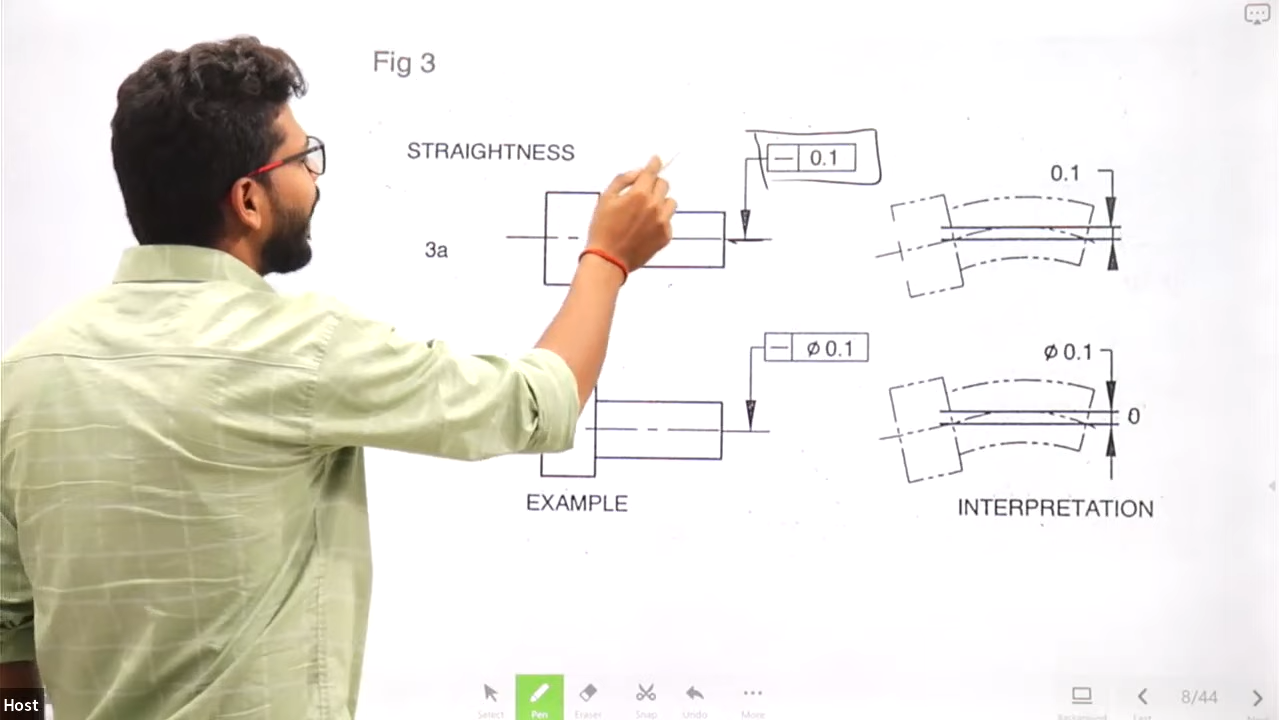 Fig 3
STRAIGHTNESS
— 0.1
0.1
3a
— ⌀ 0.1
⌀ 0.1
0
EXAMPLE
INTERPRETATION
Select
Pen
Eraser
Snap
Undo
More
8/44
Host